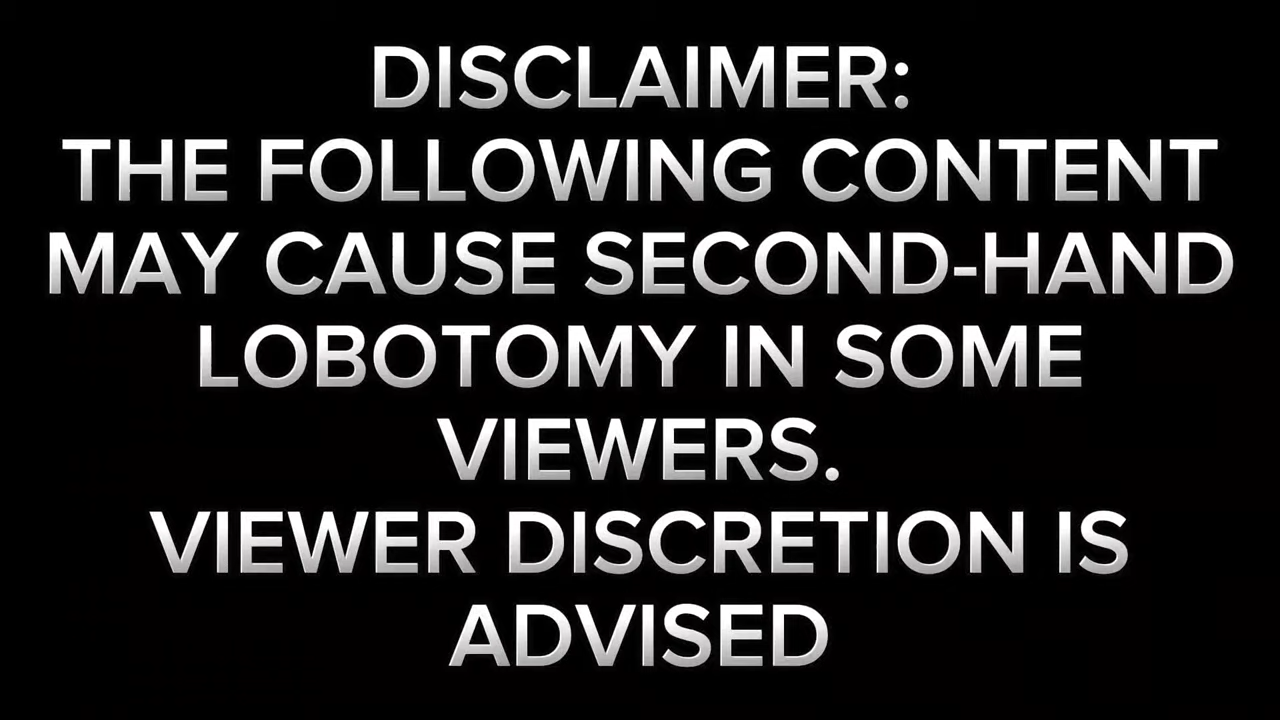 DISCLAIMER:
THE FOLLOWING CONTENT
MAY CAUSE SECOND-HAND
LOBOTOMY IN SOME
VIEWERS.
VIEWER DISCRETION IS
ADVISED